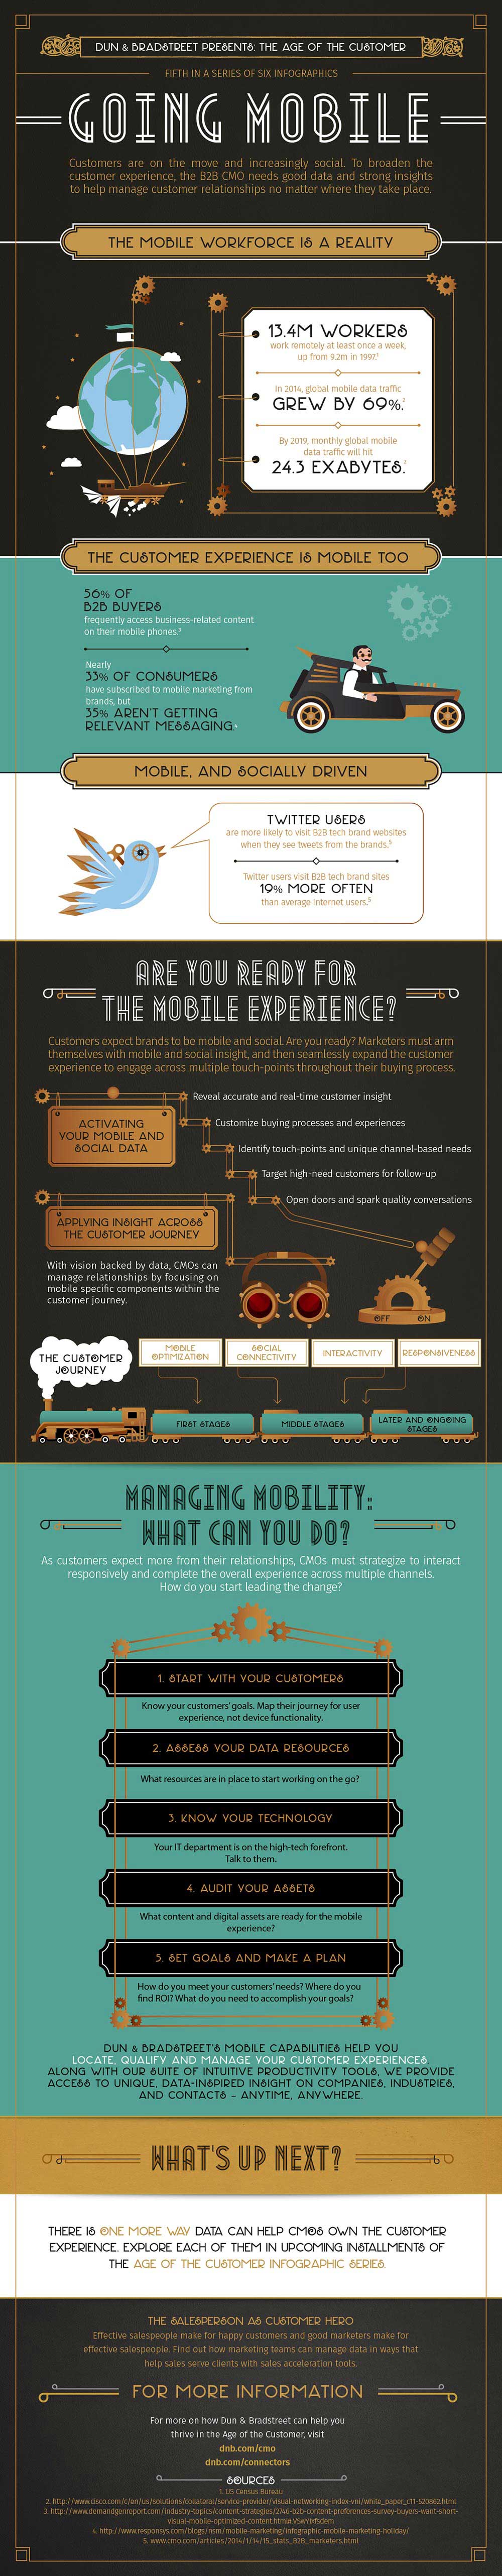 DUN & BRADSTREET PRESENTS: THE AGE OF THE CUSTOMER
FIFTH IN A SERIES OF SIX INFOGRAPHICS
GOING MOBILE
Customers are on the move and increasingly social. To broaden the
customer experience, the B2B CMO needs good data and strong insights
to help manage customer relationships no matter where they take place.
THE MOBILE WORKFORCE IS A REALITY
13.4M WORKERS
work remotely at least once a week,
up from 9.2m in 1997.1
In 2014, global mobile data traffic
GREW BY 69%.2
By 2019, monthly global mobile
data traffic will hit
24.3 EXABYTES.2
THE CUSTOMER EXPERIENCE IS MOBILE TOO
56% OF
B2B BUYERS
frequently access business-related content
on their mobile phones.3
Nearly
33% OF CONSUMERS
have subscribed to mobile marketing from
brands, but
35% AREN'T GETTING
RELEVANT MESSAGING.4
MOBILE, AND SOCIALLY DRIVEN
TWITTER USERS
are more likely to visit B2B tech brand websites
when they see tweets from the brands.5
Twitter users visit B2B tech brand sites
19% MORE OFTEN
than average internet users.5
ARE YOU READY FOR
THE MOBILE EXPERIENCE?
Customers expect brands to be mobile and social. Are you ready? Marketers must arm
themselves with mobile and social insight, and then seamlessly expand the customer
experience to engage across multiple touch-points throughout their buying process.
ACTIVATING
YOUR MOBILE AND
SOCIAL DATA
Reveal accurate and real-time customer insight
Customize buying processes and experiences
Identify touch-points and unique channel-based needs
Target high-need customers for follow-up
Open doors and spark quality conversations
APPLYING INSIGHT ACROSS
THE CUSTOMER JOURNEY
With vision backed by data, CMOs can
manage relationships by focusing on
mobile specific components within the
customer journey.
OFF ON
THE CUSTOMER
JOURNEY
MOBILE
OPTIMIZATION
SOCIAL
CONNECTIVITY
INTERACTIVITY
RESPONSIVENESS
FIRST STAGES
MIDDLE STAGES
LATER AND ONGOING
STAGES
MANAGING MOBILITY:
WHAT CAN YOU DO?
As customers expect more from their relationships, CMOs must strategize to interact
responsively and complete the overall experience across multiple channels.
How do you start leading the change?
1. START WITH YOUR CUSTOMERS
Know your customers' goals. Map their journey for user
experience, not device functionality.
2. ASSESS YOUR DATA RESOURCES
What resources are in place to start working on the go?
3. KNOW YOUR TECHNOLOGY
Your IT department is on the high-tech forefront.
Talk to them.
4. AUDIT YOUR ASSETS
What content and digital assets are ready for the mobile
experience?
5. SET GOALS AND MAKE A PLAN
How do you meet your customers' needs? Where do you
find ROI? What do you need to accomplish your goals?
DUN & BRADSTREET'S MOBILE CAPABILITIES HELP YOU
LOCATE, QUALIFY AND MANAGE YOUR CUSTOMER EXPERIENCES.
ALONG WITH OUR SUITE OF INTUITIVE PRODUCTIVITY TOOLS, WE PROVIDE
ACCESS TO UNIQUE, DATA-INSPIRED INSIGHT ON COMPANIES, INDUSTRIES,
AND CONTACTS – ANYTIME, ANYWHERE.
WHAT'S UP NEXT?
THERE IS ONE MORE WAY DATA CAN HELP CMOS OWN THE CUSTOMER
EXPERIENCE. EXPLORE EACH OF THEM IN UPCOMING INSTALLMENTS OF
THE AGE OF THE CUSTOMER INFOGRAPHIC SERIES.
THE SALESPERSON AS CUSTOMER HERO
Effective salespeople make for happy customers and good marketers make for
effective salespeople. Find out how marketing teams can manage data in ways that
help sales serve clients with sales acceleration tools.
FOR MORE INFORMATION
For more on how Dun & Bradstreet can help you
thrive in the Age of the Customer, visit
dnb.com/cmo
dnb.com/connectors
SOURCES
1. US Census Bureau
2. http://www.cisco.com/c/en/us/solutions/collateral/service-provider/visual-networking-index-vni/white_paper_c11-520862.html
3. http://www.demandgenreport.com/industry-topics/content-strategies/2746-b2b-content-preferences-survey-buyers-want-short-
visual-mobile-optimized-content.html#.VSwYlxfsdem
4. http://www.responsys.com/blogs/nsm/mobile-marketing/infographic-mobile-marketing-holiday/
5. www.cmo.com/articles/2014/1/14/15_stats_B2B_marketers.html